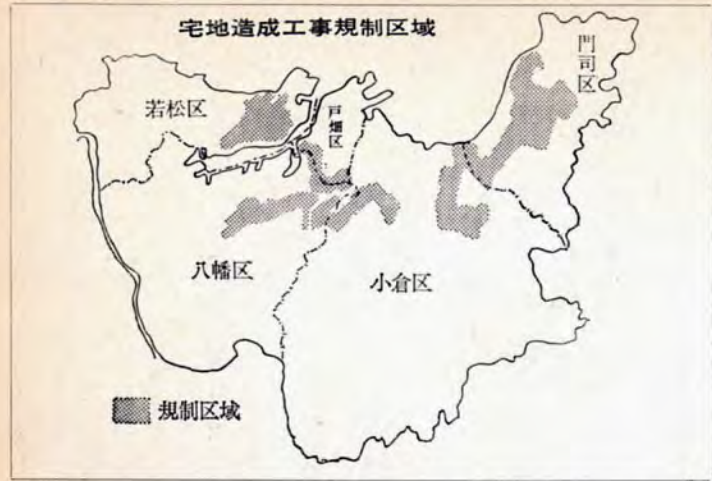 宅地造成工事規制区域
門司区
若松区
戸畑区
八幡区
小倉区
規制区域